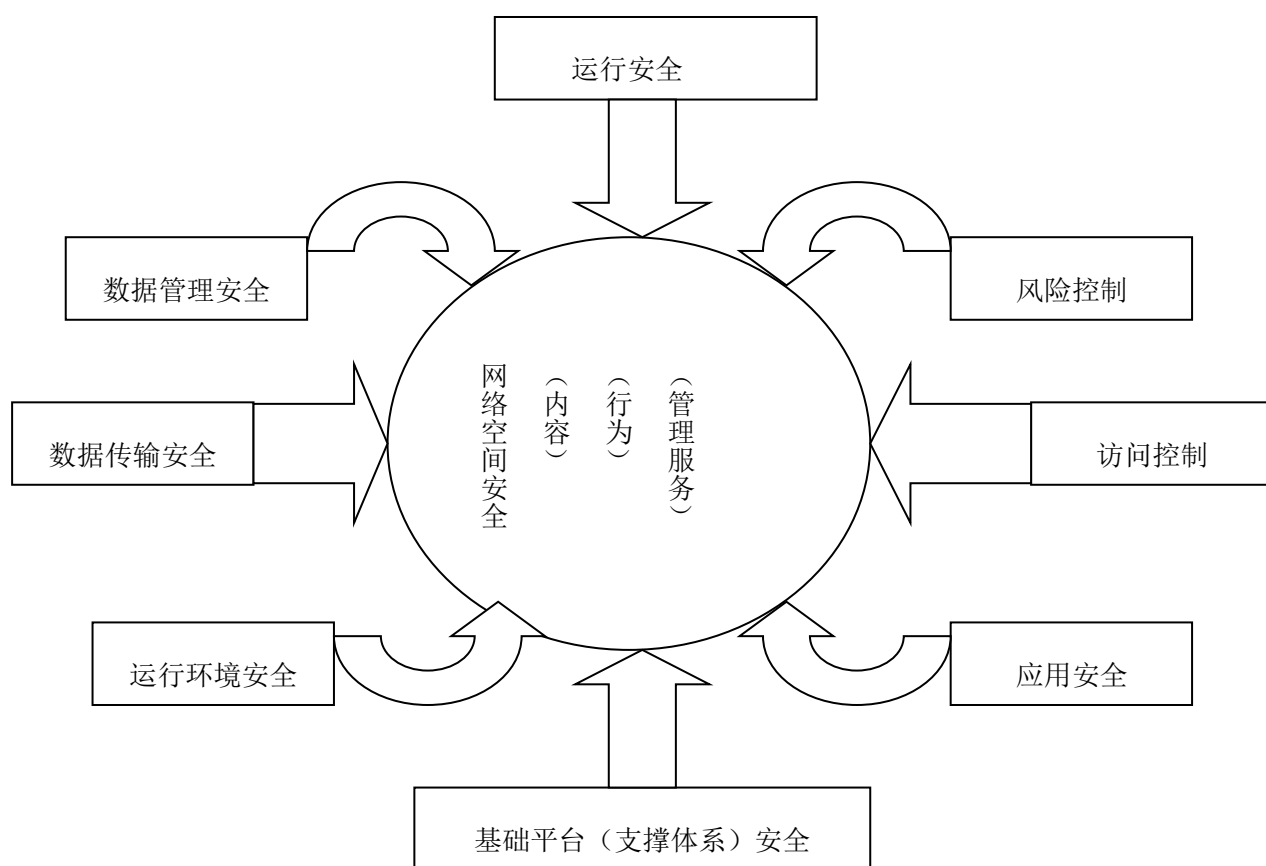 运行安全
数据管理安全
风险控制
网络空间安全
（内容）
（行为）
（管理服务）
数据传输安全
访问控制
运行环境安全
应用安全
基础平台（支撑体系）安全